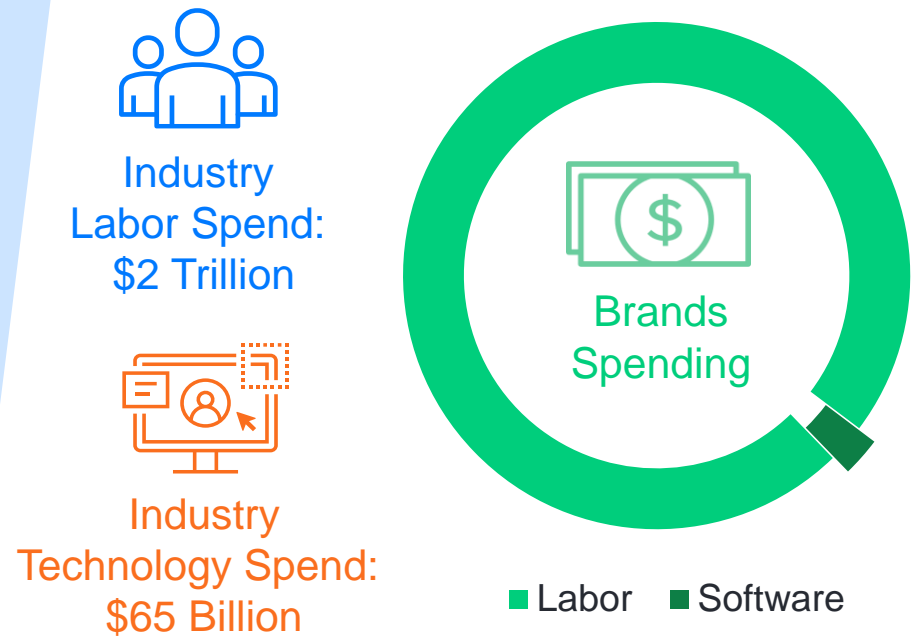 Industry
Labor Spend:
$2 Trillion
Industry
Technology Spend:
$65 Billion
$
Brands
Spending
Labor
Software